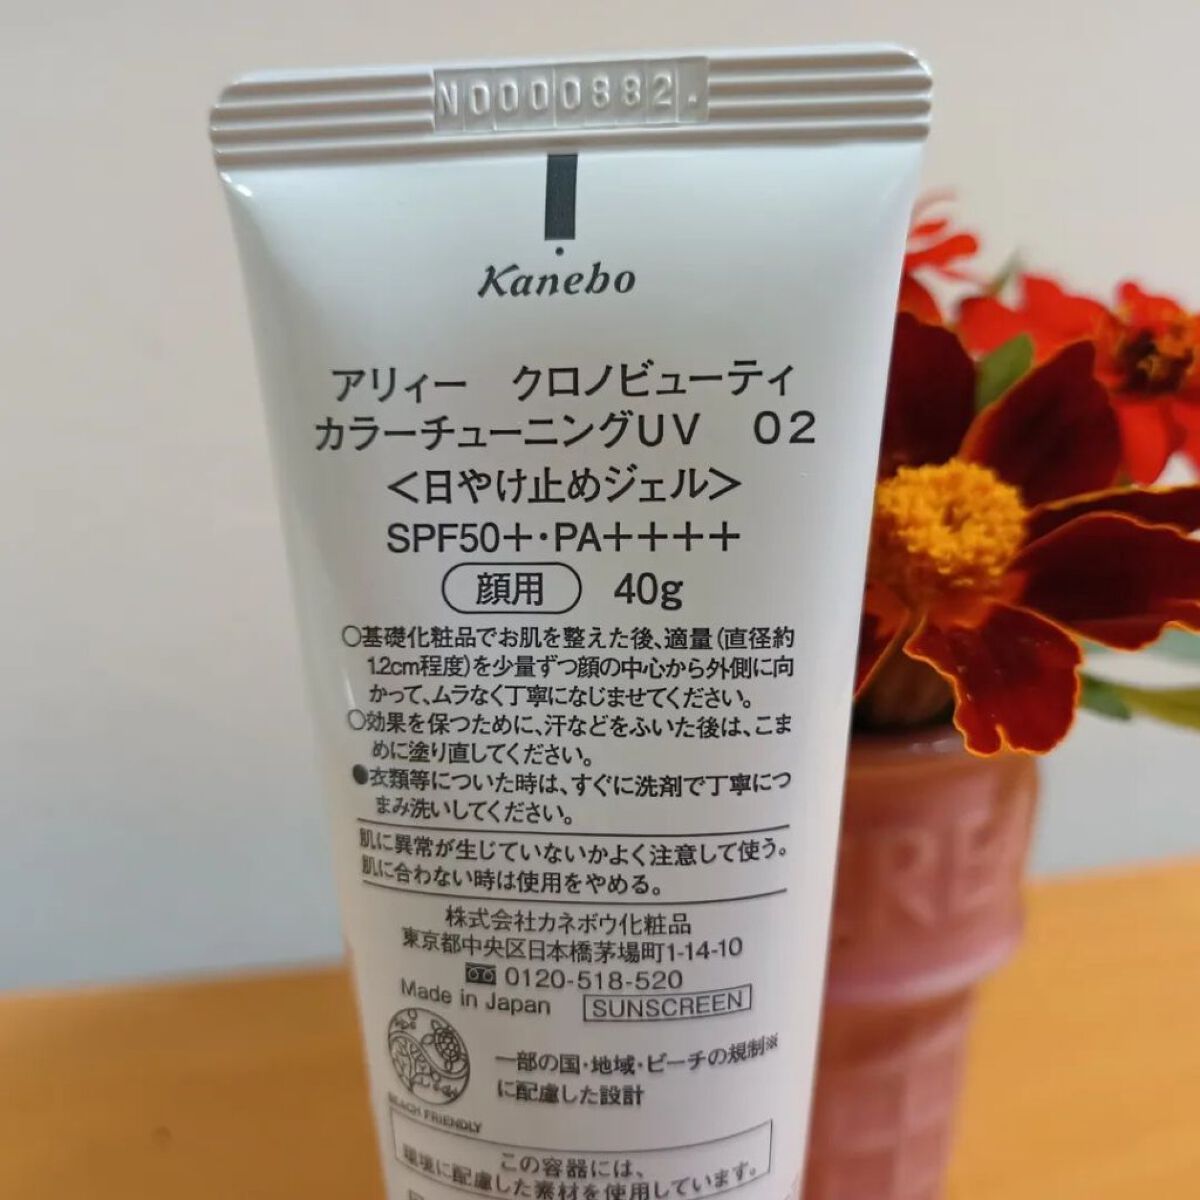 N0000882.
Kanebo
アリィー クロノビューティ
カラーチューニングUV 02
<日やけ止めジェル>
SPF50+・PA++++
顔用 40g
○基礎化粧品でお肌を整えた後、適量(直径約
1.2cm程度)を少量ずつ顔の中心から外側に向
かって、ムラなく丁寧になじませてください。
○効果を保つために、汗などをふいた後は、こま
めに塗り直してください。
●衣類等についた時は、すぐに洗剤で丁寧につ
まみ洗いしてください。
肌に異常が生じていないかよく注意して使う。
肌に合わない時は使用をやめる。
株式会社カネボウ化粧品
東京都中央区日本橋茅場町1-14-10
0120-518-520
Made in Japan SUNSCREEN
一部の国・地域・ビーチの規制※
に配慮した設計
BEACH FRIENDLY
この容器には、
環境に配慮した素材を使用しています。